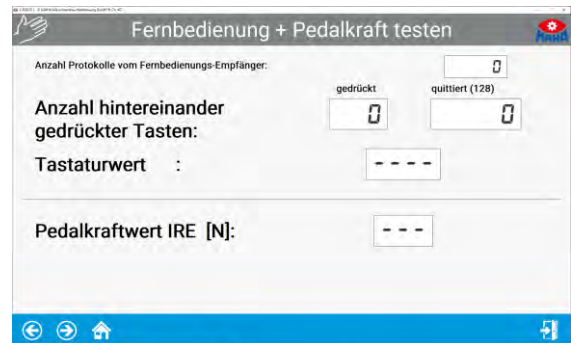 Fernbedienung + Pedalkraft testen
MAHA
Anzahl Protokolle vom Fernbedienungs-Empfänger:
0
gedrückt quittiert (128)
Anzahl hintereinander
gedrückter Tasten:
0 0
Tastaturwert : ----
Pedalkraftwert IRE [N]: ---